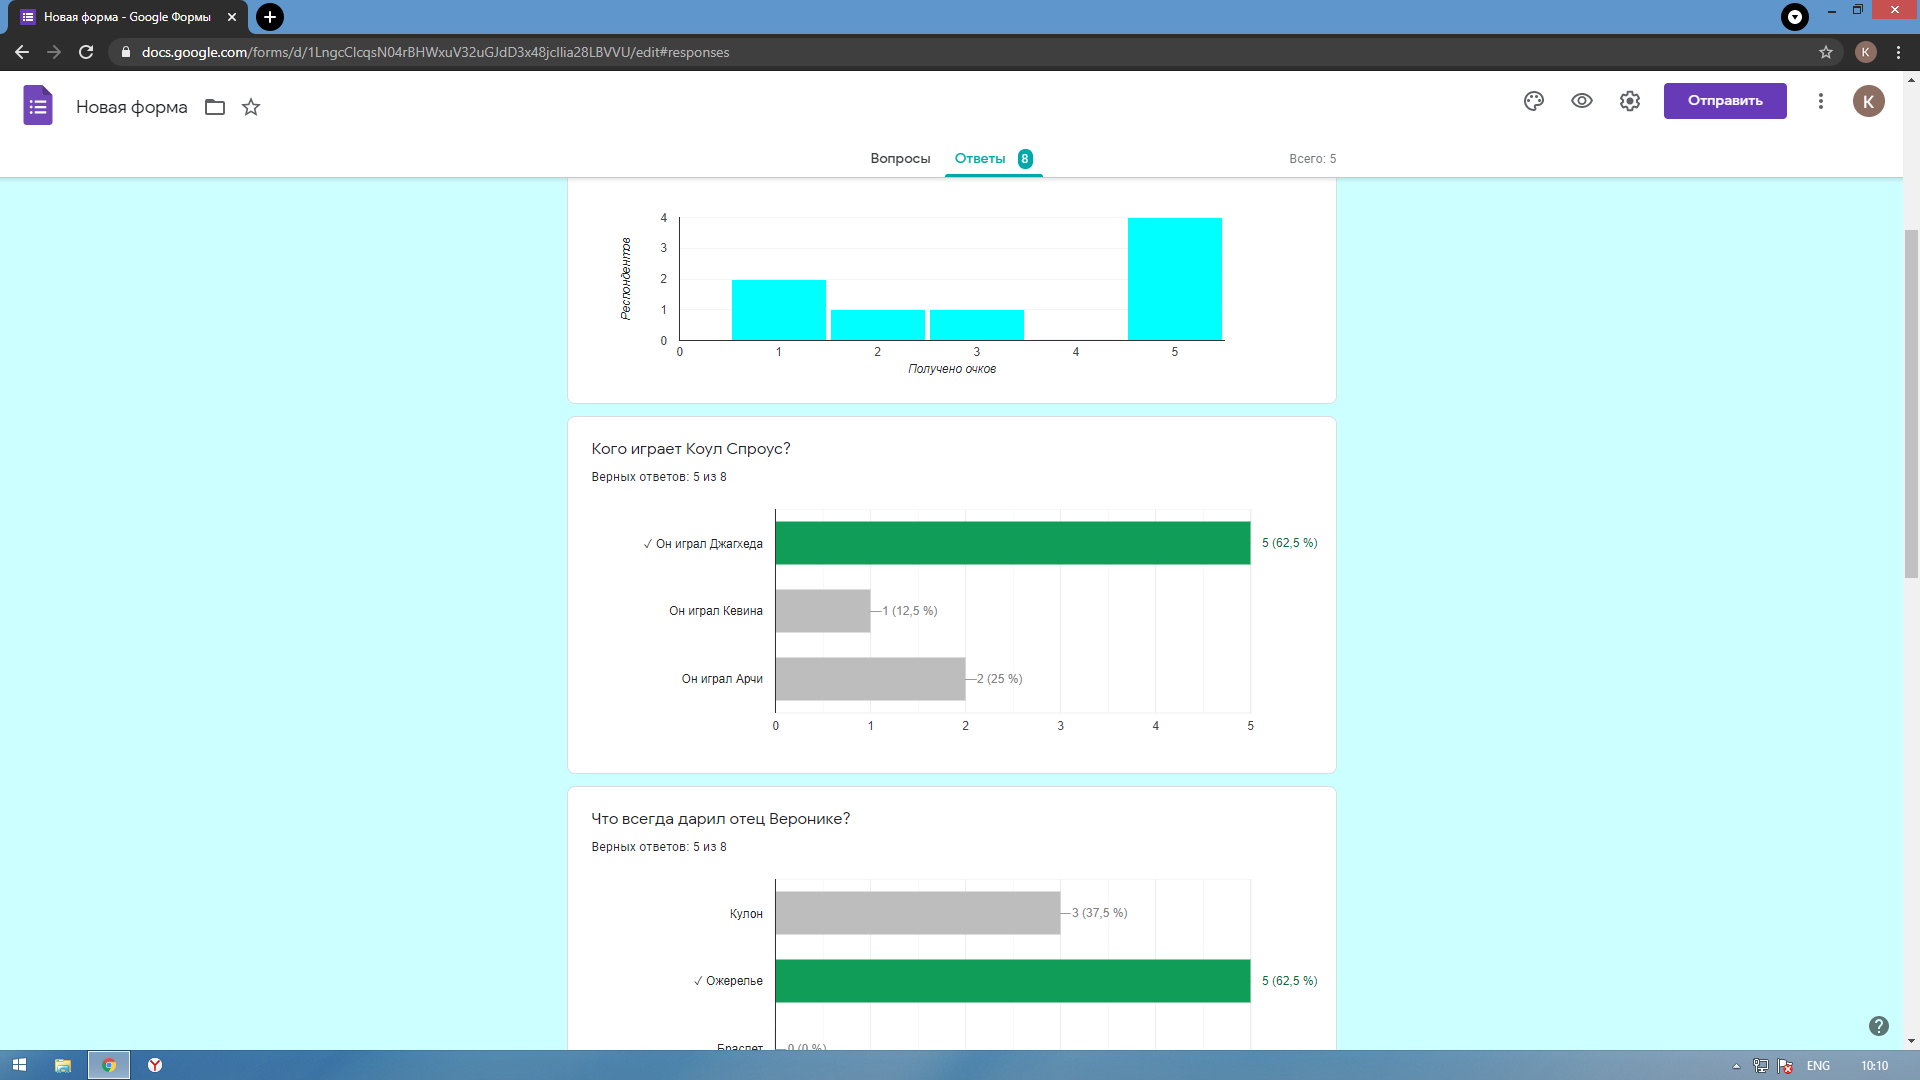 Новая форма - Google Формы
docs.google.com/forms/d/1LngcClcqsN04rBHWxuV32uGJdD3x48jcIlia28LBVVU/edit#responses
K
Новая форма
Отправить
K
Вопросы
Ответы 8
Всего: 5
Респондентов
4
3
2
1
0
0 1 2 3 4 5
Получено очков
Кого играет Коул Спроус?
Верных ответов: 5 из 8
✓ Он играл Джагхеда 5 (62,5 %)
Он играл Кевина 1 (12,5 %)
Он играл Арчи 2 (25 %)
0 1 2 3 4 5
Что всегда дарил отец Веронике?
Верных ответов: 5 из 8
Кулон 3 (37,5 %)
✓ Ожерелье 5 (62,5 %)
Браслет 0 (0 %)
ENG 10:10